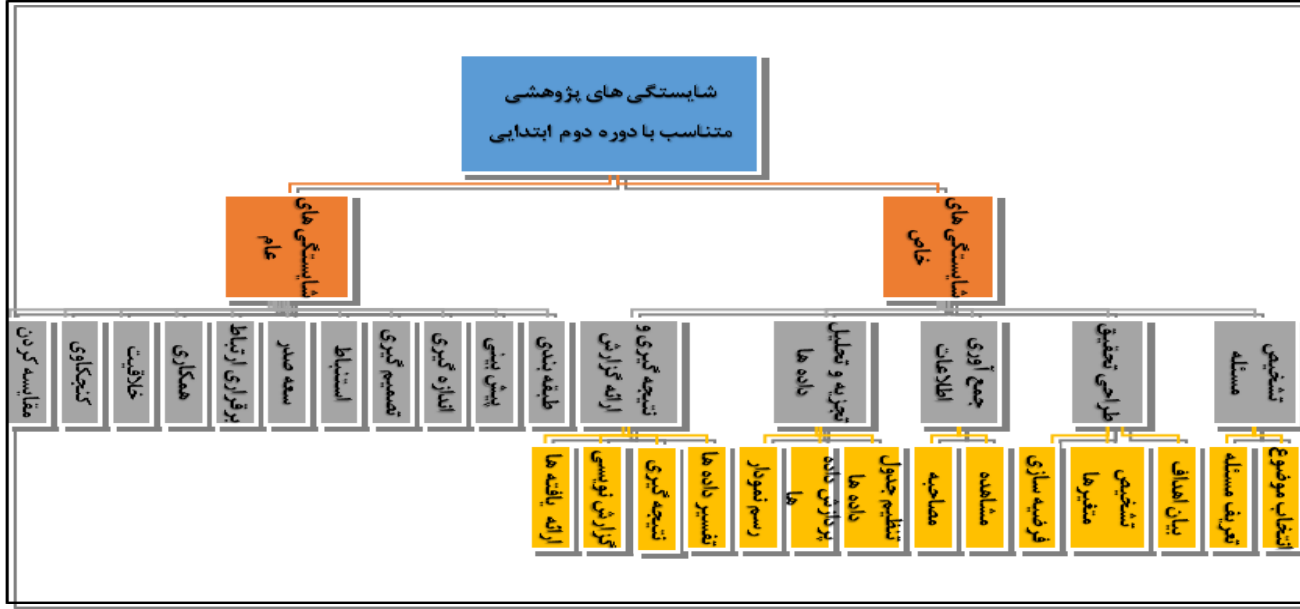 شایستگی های پژوهشی
متناسب با دوره دوم ابتدایی
شایستگی های
خاص
شایستگی های
عام
تشخیص
مسئله
طراحی تحقیق
جمع آوری
اطلاعات
تجزیه و تحلیل
داده ها
نتیجه گیری و
ارائه گزارش
طبقه بندی
پیش بینی
اندازه گیری
تصمیم گیری
استنباط
سعه صدر
برقراری ارتباط
همکاری
خلاقیت
کنجکاوی
مقایسه کردن
انتخاب موضوع
تعریف مسئله
بیان اهداف
تشخیص
متغیرها
فرضیه سازی
مشاهده
مصاحبه
تنظیم جدول
داده ها
پردازش داده
ها
رسم نمودار
تفسیر داده ها
نتیجه گیری
گزارش نویسی
ارائه یافته ها